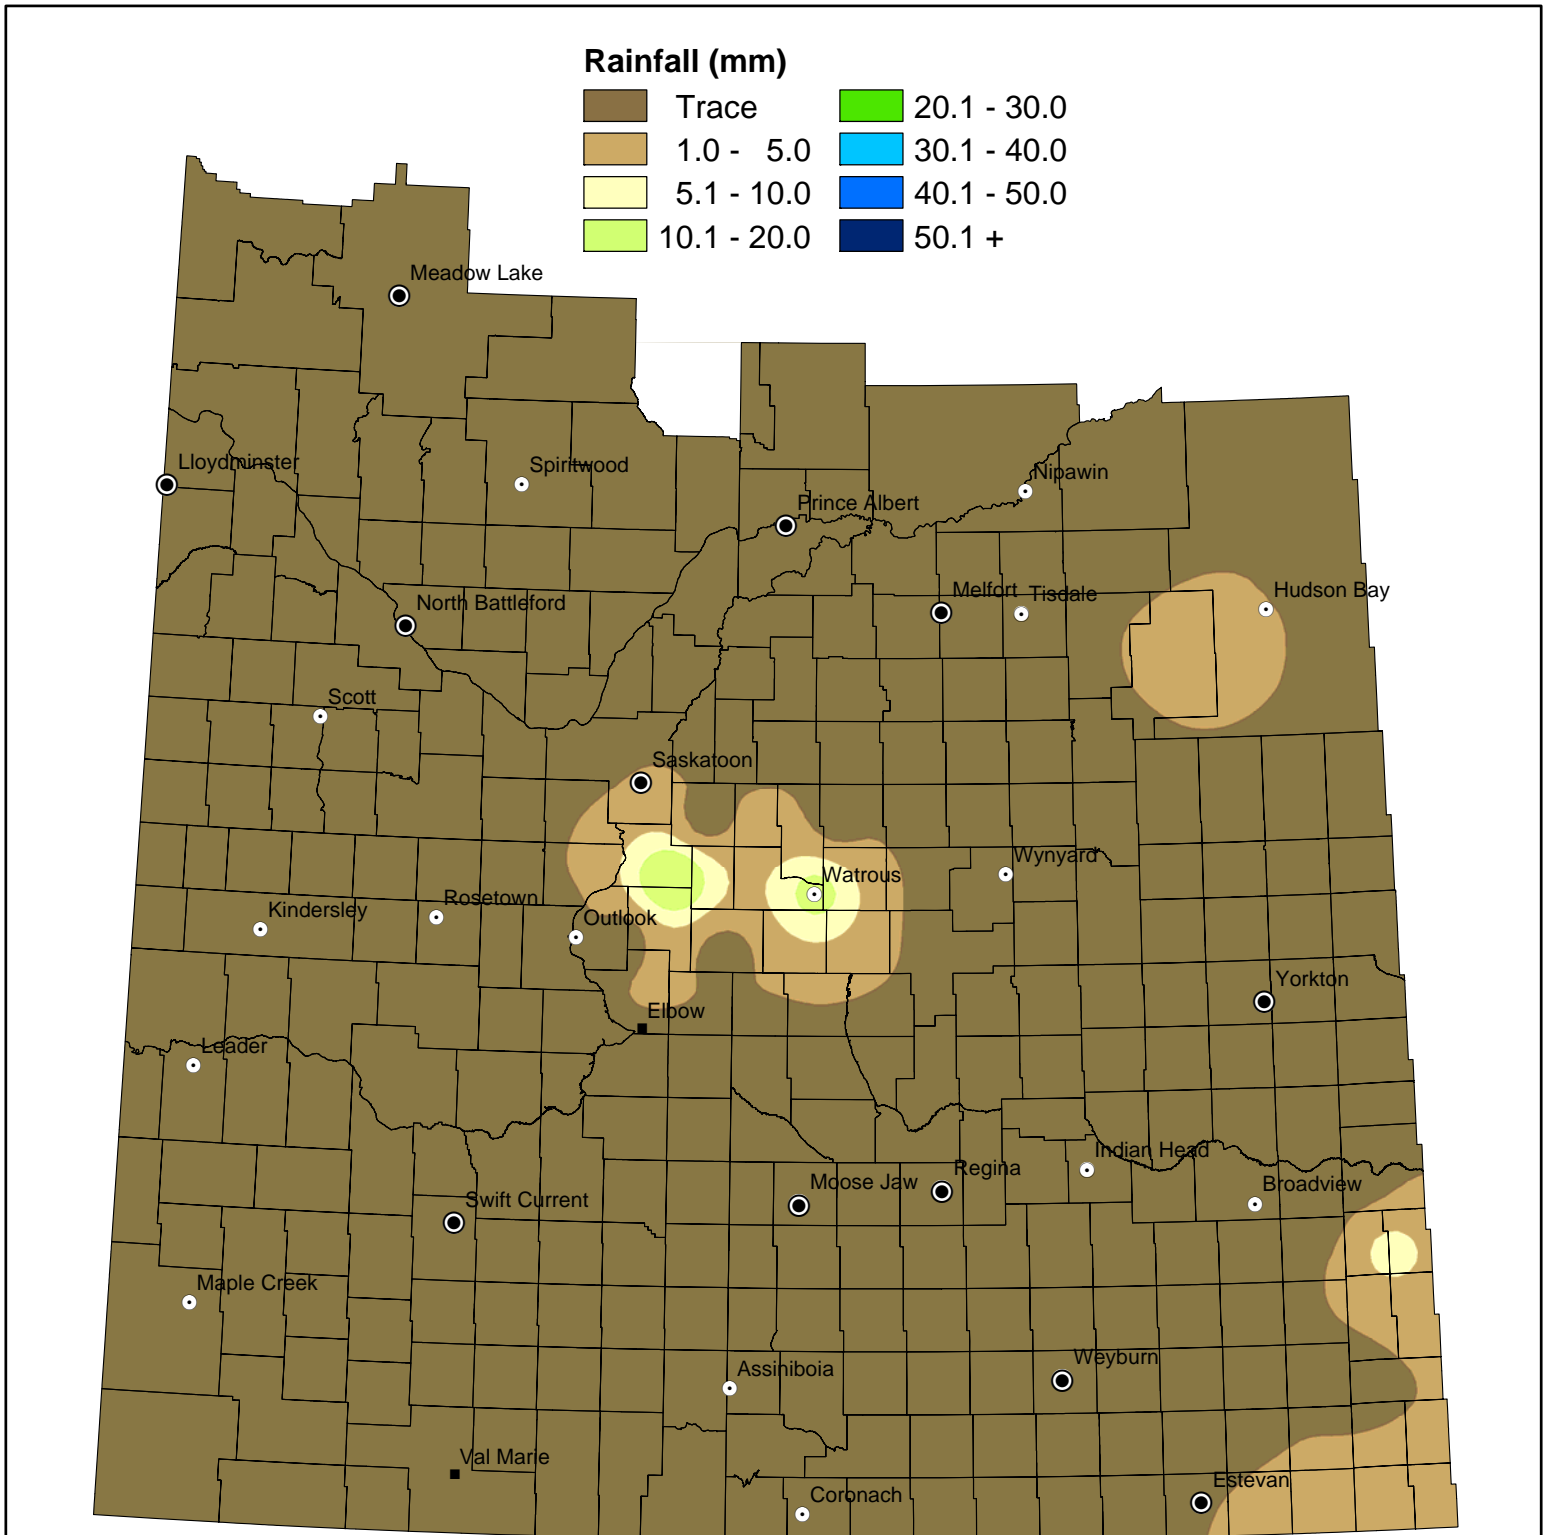 Rainfall (mm)
Trace
1.0 - 5.0
5.1 - 10.0
10.1 - 20.0
20.1 - 30.0
30.1 - 40.0
40.1 - 50.0
50.1 +
Meadow Lake
Lloydminster
Spiritwood
Nipawin
Prince Albert
North Battleford
Melfort
Tisdale
Hudson Bay
Scott
Saskatoon
Watrous
Wynyard
Kindersley
Rosetown
Outlook
Yorkton
Elbow
Leader
Indian Head
Swift Current
Moose Jaw
Regina
Broadview
Maple Creek
Assiniboia
Weyburn
Val Marie
Coronach
Estevan